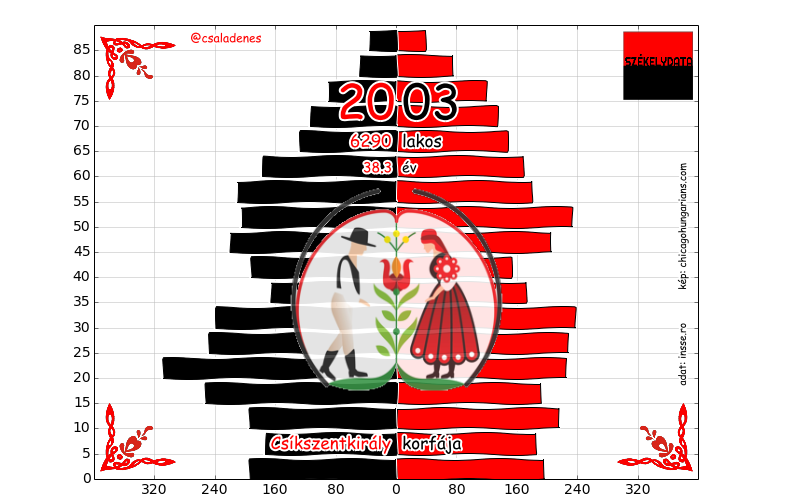 @csaladenes
SZÉKELYDATA
2003
6290 lakos
38.3 év
kép: chicagohungarians.com
adat: insse.ro
Csíkszentkirály korfája
85
80
75
70
65
60
55
50
45
40
35
30
25
20
15
10
5
0
320 240 160 80 0 80 160 240 320